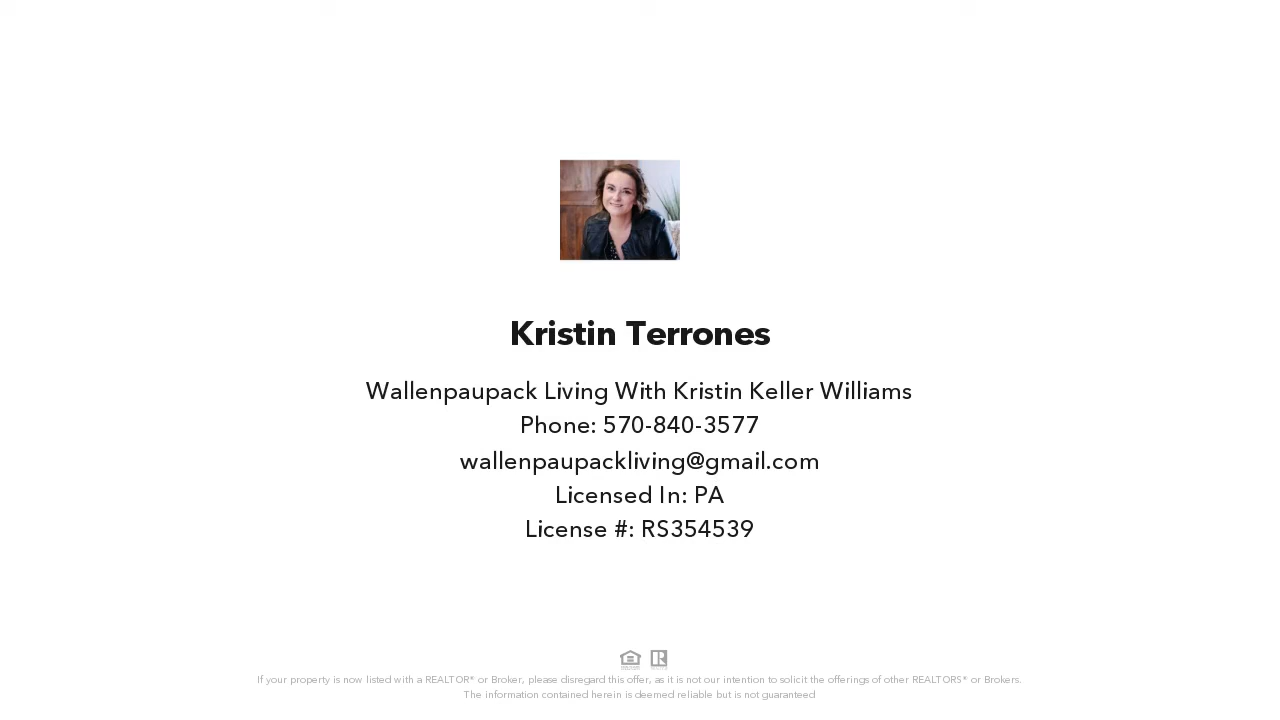 Kristin Terrones
Wallenpaupack Living With Kristin Keller Williams
Phone: 570-840-3577
wallenpaupackliving@gmail.com
Licensed In: PA
License #: RS354539
If your property is now listed with a REALTOR® or Broker, please disregard this offer, as it is not our intention to solicit the offerings of other REALTORS® or Brokers.
The information contained herein is deemed reliable but is not guaranteed